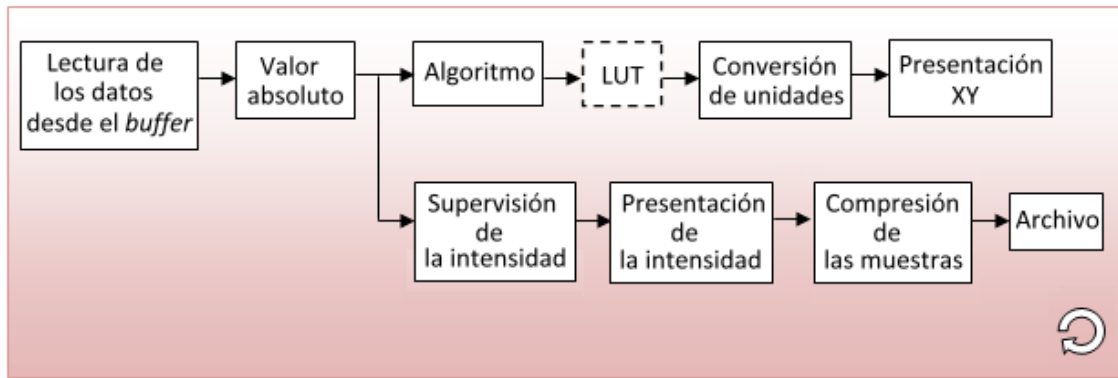 Lectura de
los datos
desde el buffer
Valor
absoluto
Algoritmo
LUT
Conversión
de unidades
Presentación
XY
Supervisión
de
la intensidad
Presentación
de
la intensidad
Compresión
de
las muestras
Archivo